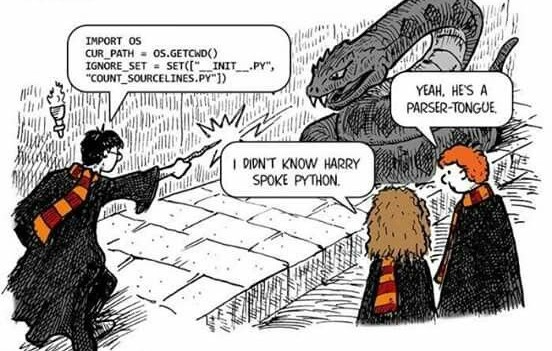 IMPORT OS
CUR_PATH = OS.GETCWD()
IGNORE_SET = SET(["__INIT__.PY",
"COUNT_SOURCELINES.PY"])
I DIDN'T KNOW HARRY
SPOKE PYTHON.
YEAH, HE'S A
PARSER-TONGUE.